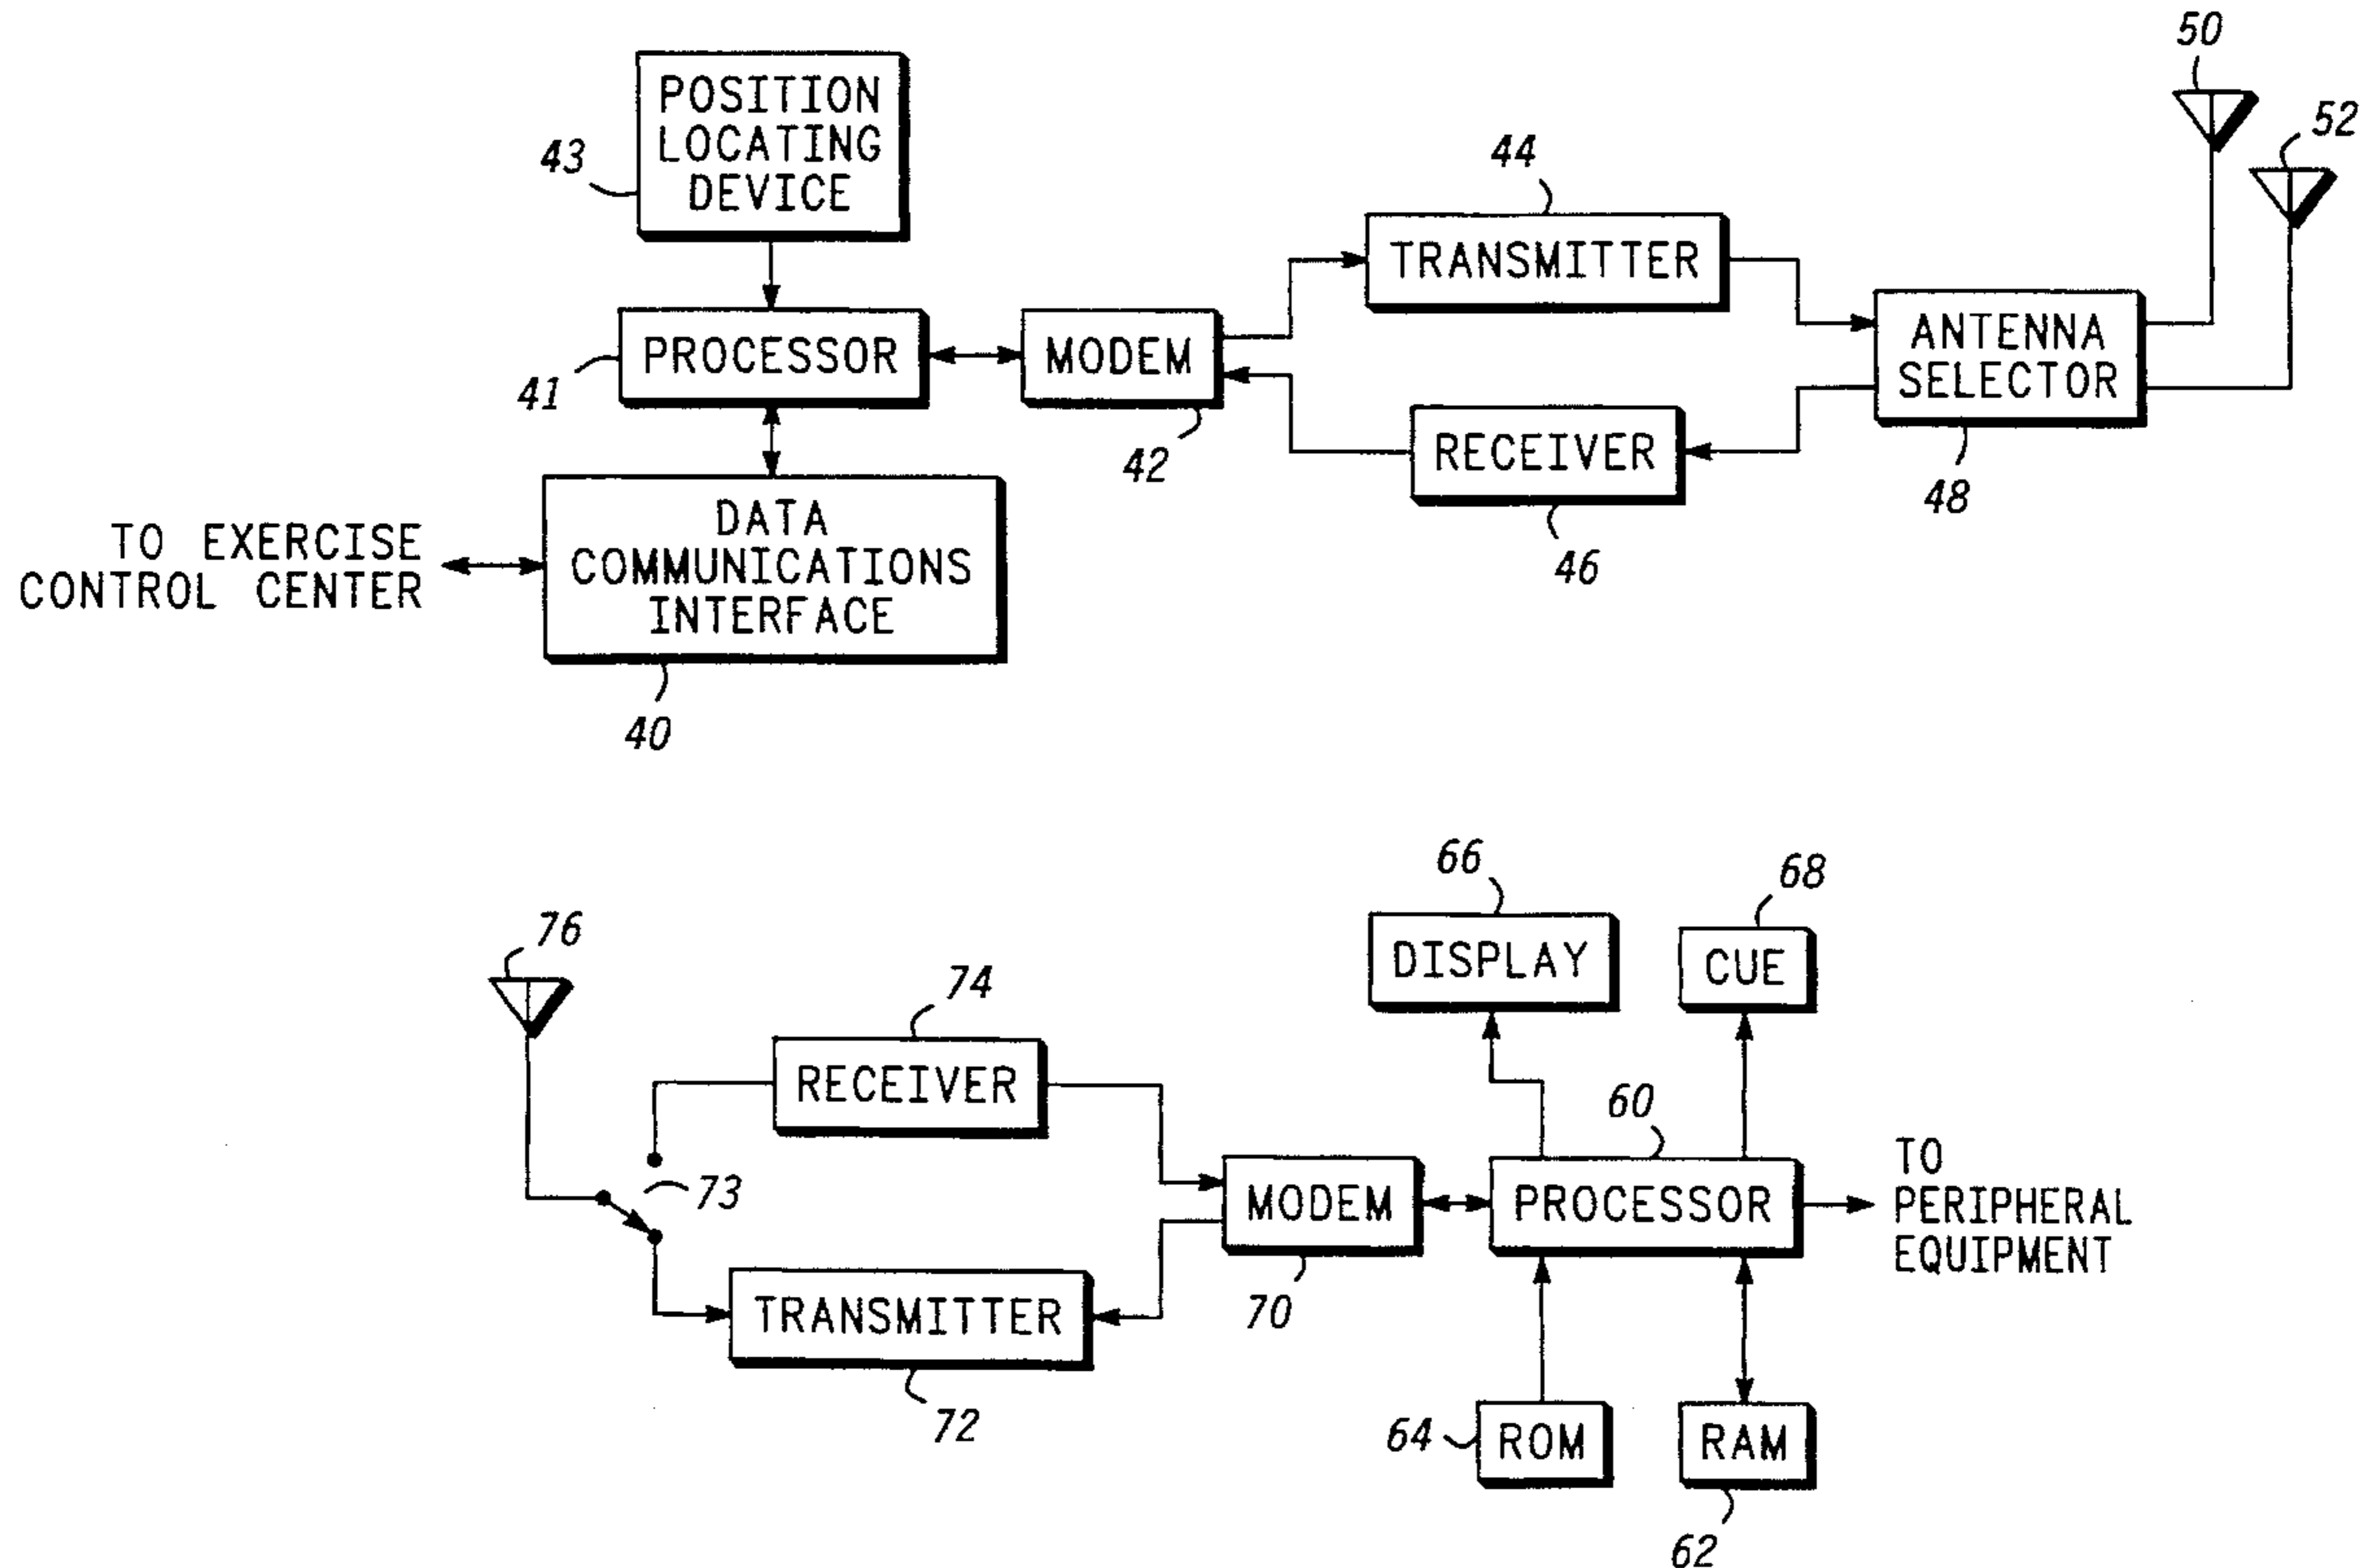 50
52
POSITION
LOCATING
DEVICE
43
44
TRANSMITTER
ANTENNA
SELECTOR
48
PROCESSOR
41
MODEM
42
RECEIVER
46
TO EXERCISE
CONTROL CENTER
DATA
COMMUNICATIONS
INTERFACE
40
66
68
DISPLAY
CUE
76
74
RECEIVER
60
73
MODEM
70
PROCESSOR
TO
PERIPHERAL
EQUIPMENT
TRANSMITTER
72
64
ROM
RAM
62